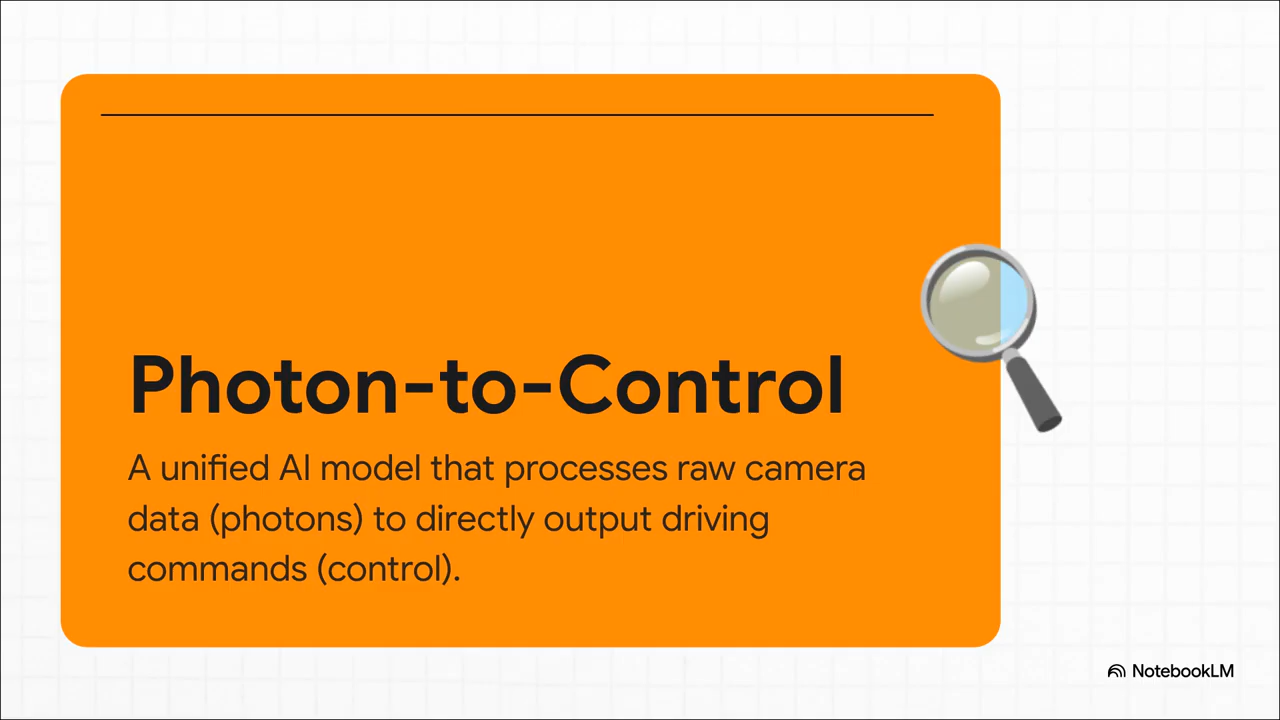 Photon-to-Control
A unified AI model that processes raw camera
data (photons) to directly output driving
commands (control).
NotebookLM